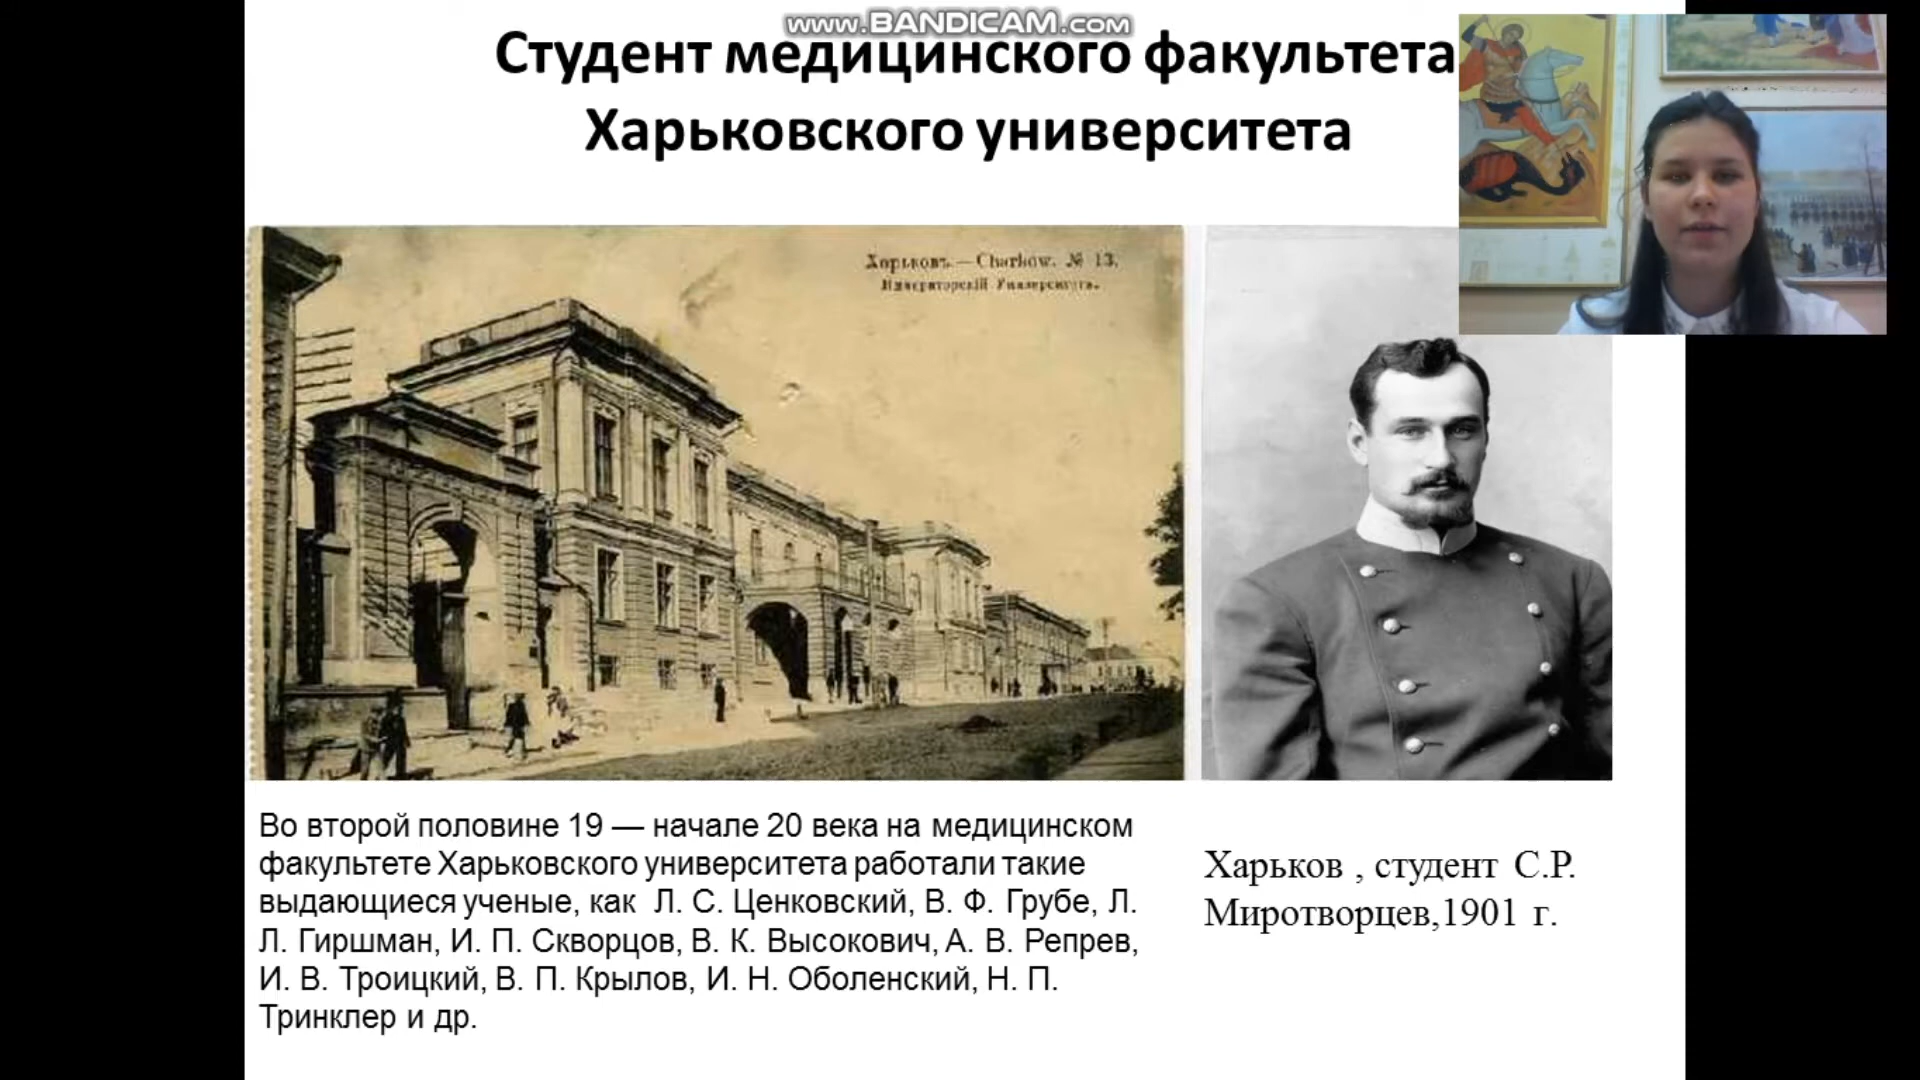 www.BANDICAM.com
Студент медицинского факультета
Харьковского университета
Харьковъ.—Charkow. № 13.
Императорскій Университетъ.
Во второй половине 19 — начале 20 века на медицинском
факультете Харьковского университета работали такие
выдающиеся ученые, как Л. С. Ценковский, В. Ф. Грубе, Л.
Л. Гиршман, И. П. Скворцов, В. К. Высокович, А. В. Репрев,
И. В. Троицкий, В. П. Крылов, И. Н. Оболенский, Н. П.
Тринклер и др.
Харьков , студент С.Р.
Миротворцев,1901 г.